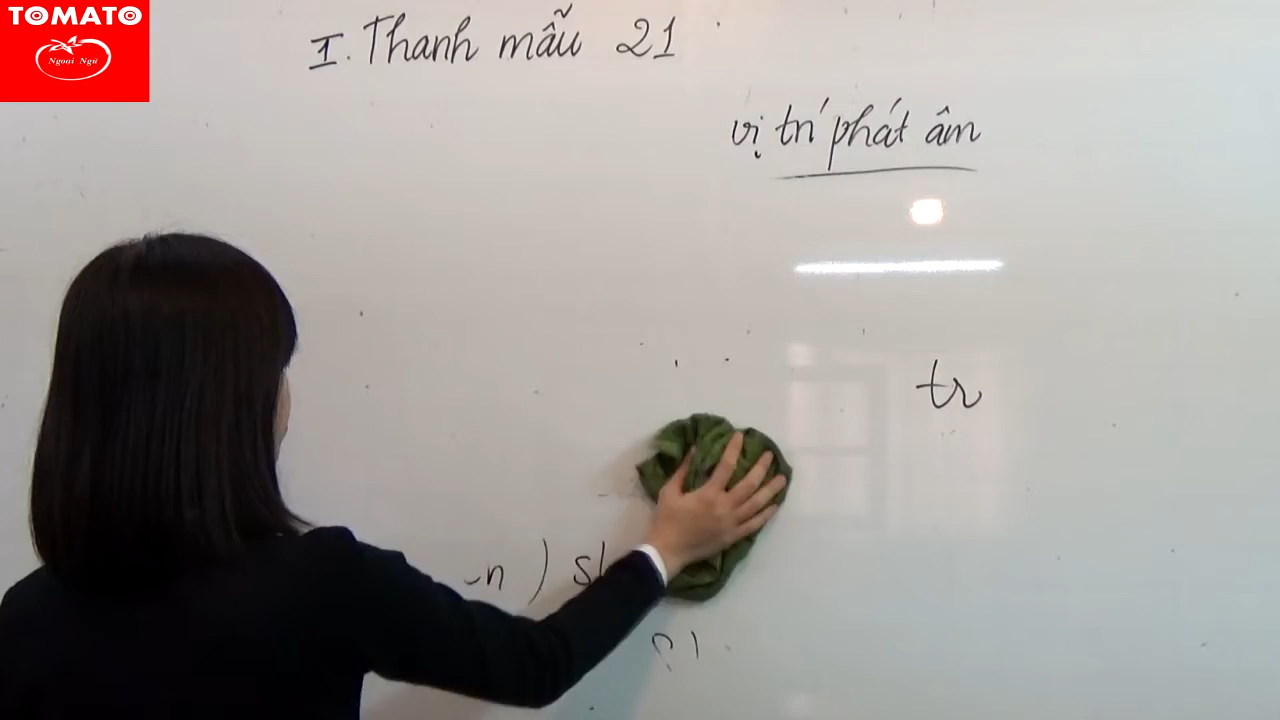 TOMATO
Ngoại Ngữ
I. Thanh mẫu 21
vị trí phát âm
tr